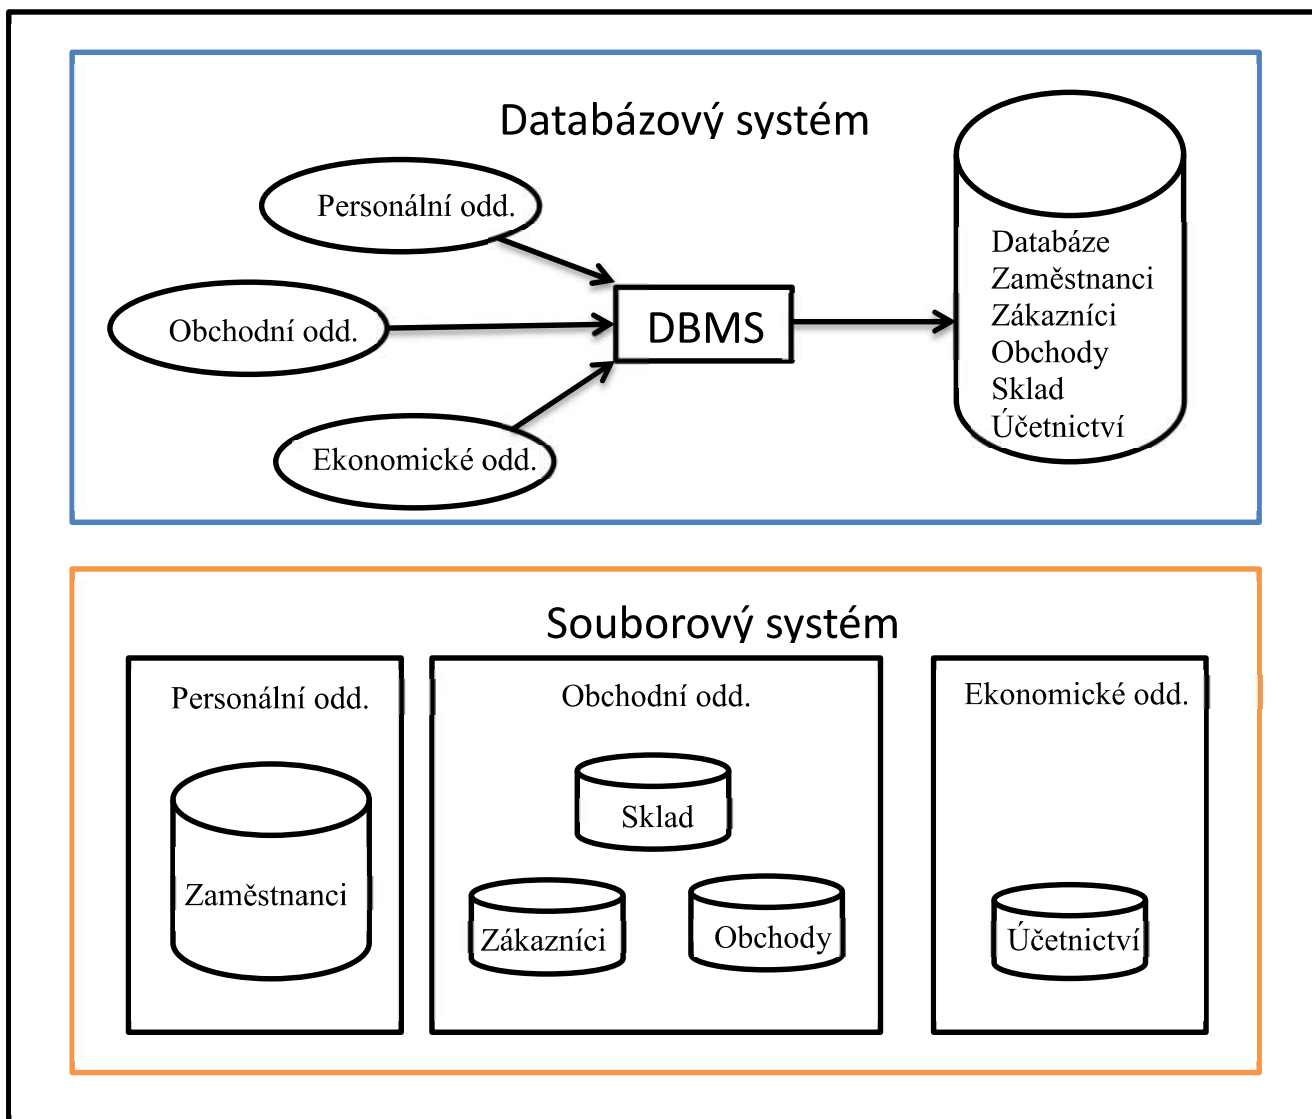 Databázový systém
Personální odd.
Obchodní odd.
Ekonomické odd.
DBMS
Databáze
Zaměstnanci
Zákazníci
Obchody
Sklad
Účetnictví
Souborový systém
Personální odd.
Zaměstnanci
Obchodní odd.
Sklad
Zákazníci
Obchody
Ekonomické odd.
Účetnictví